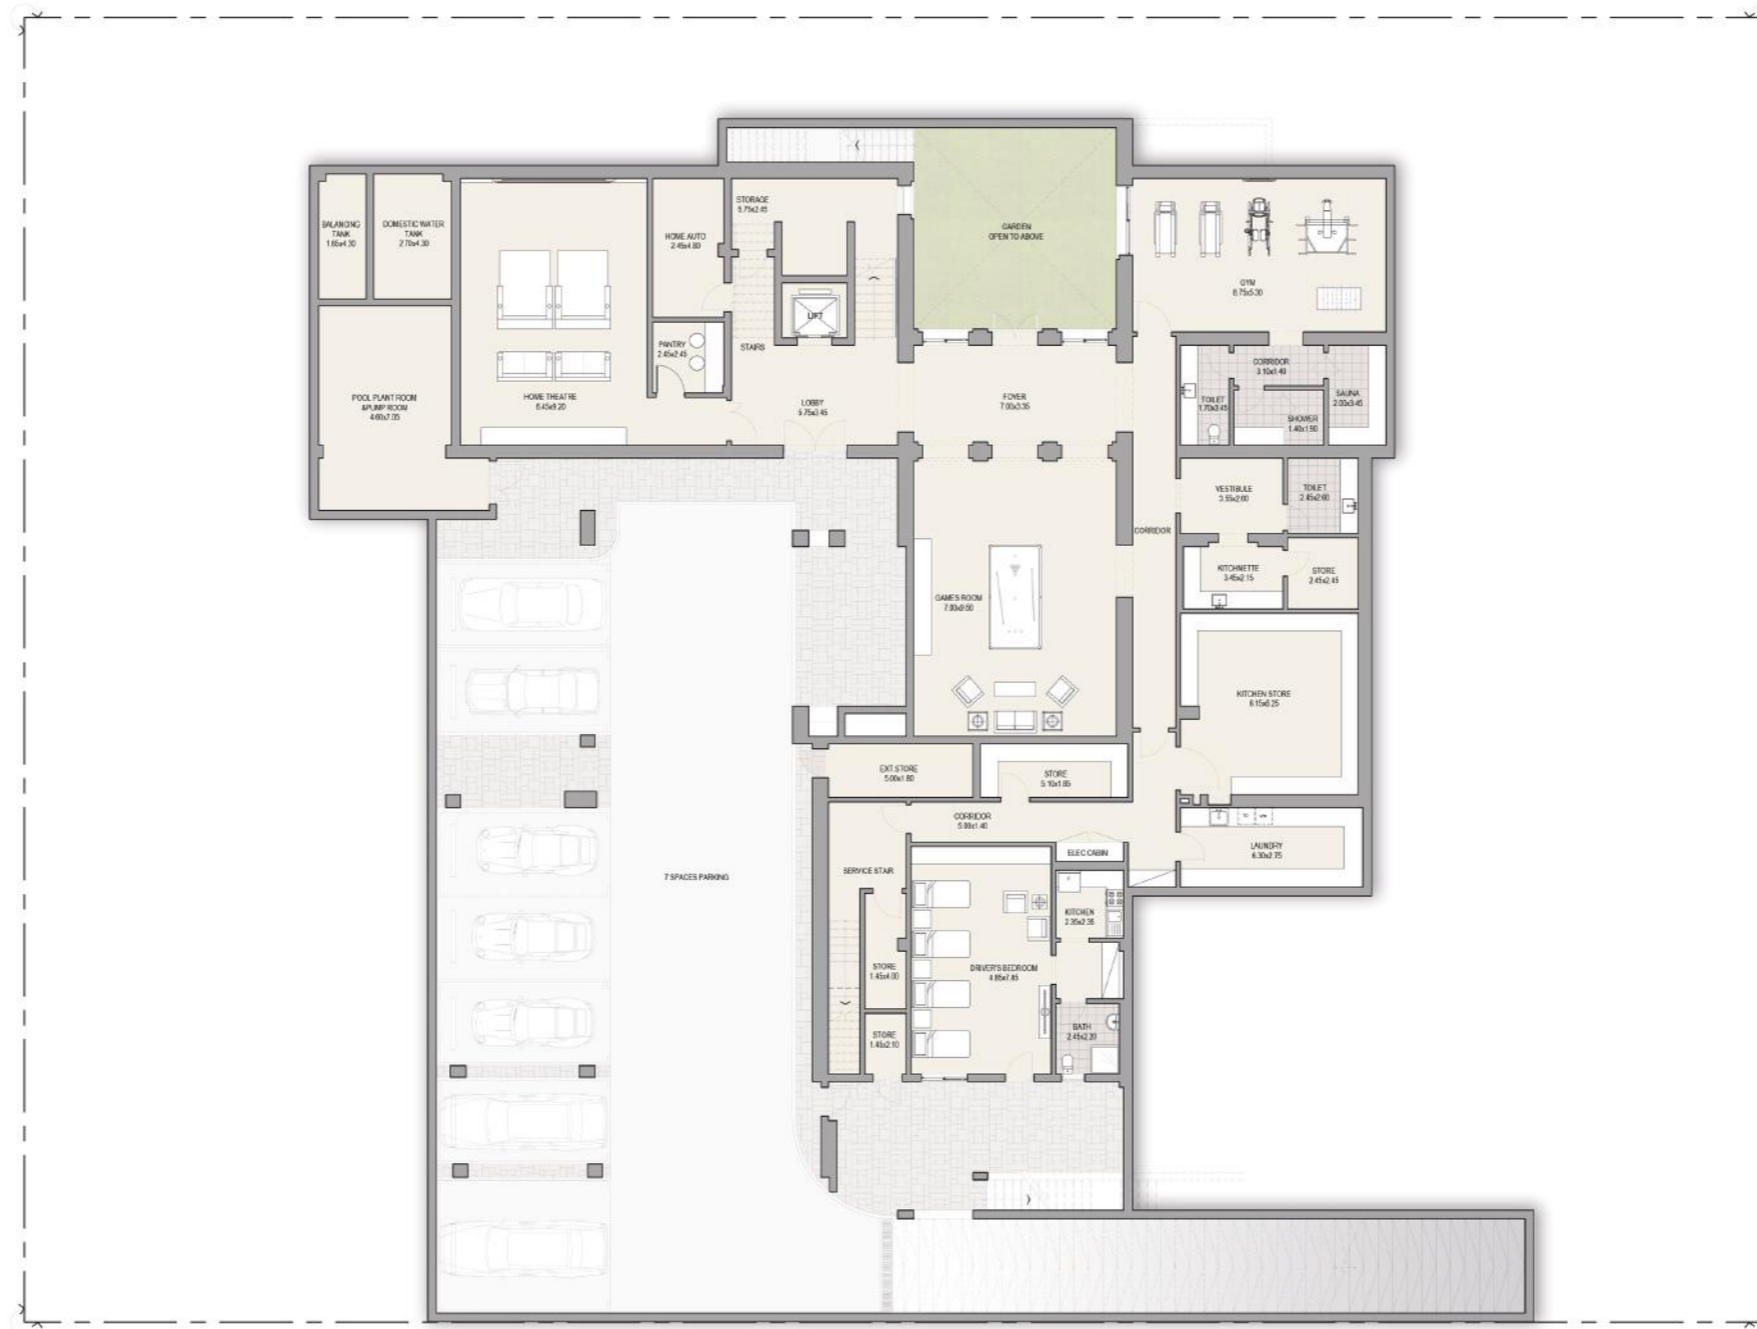 STORAGE
5.75x2.45
BALANCING
TANK
1.65x4.30
DOMESTIC WATER
TANK
2.70x4.30
HOME AUTO
2.45x4.80
GARDEN
OPEN TO ABOVE
GYM
8.75x5.30
LIFT
STAIRS
PANTRY
2.45x2.45
CORRIDOR
3.10x1.40
POOL PLANT ROOM
&PUMP ROOM
4.60x7.05
HOME THEATRE
6.45x9.20
LOBBY
5.75x3.45
FOYER
7.00x3.35
TOILET
1.70x3.45
SAUNA
2.00x3.45
SHOWER
1.40x1.90
VESTIBULE
3.55x2.60
TOILET
2.45x2.60
CORRIDOR
KITCHNETTE
3.45x2.15
STORE
2.45x2.45
GAMES ROOM
7.00x9.60
KITCHEN STORE
6.15x6.25
EXT.STORE
5.00x1.80
STORE
5.10x1.85
CORRIDOR
1.40
LAUNDRY
6.30x2.75
ELEC CABIN
SERVICE STAIR
7 SPACES PARKING
KITCHEN
2.35x2.35
STORE
1.45x4.00
DRIVER'S BEDROOM
4.85x7.85
STORE
1.45x2.10
BATH
2.45x2.20